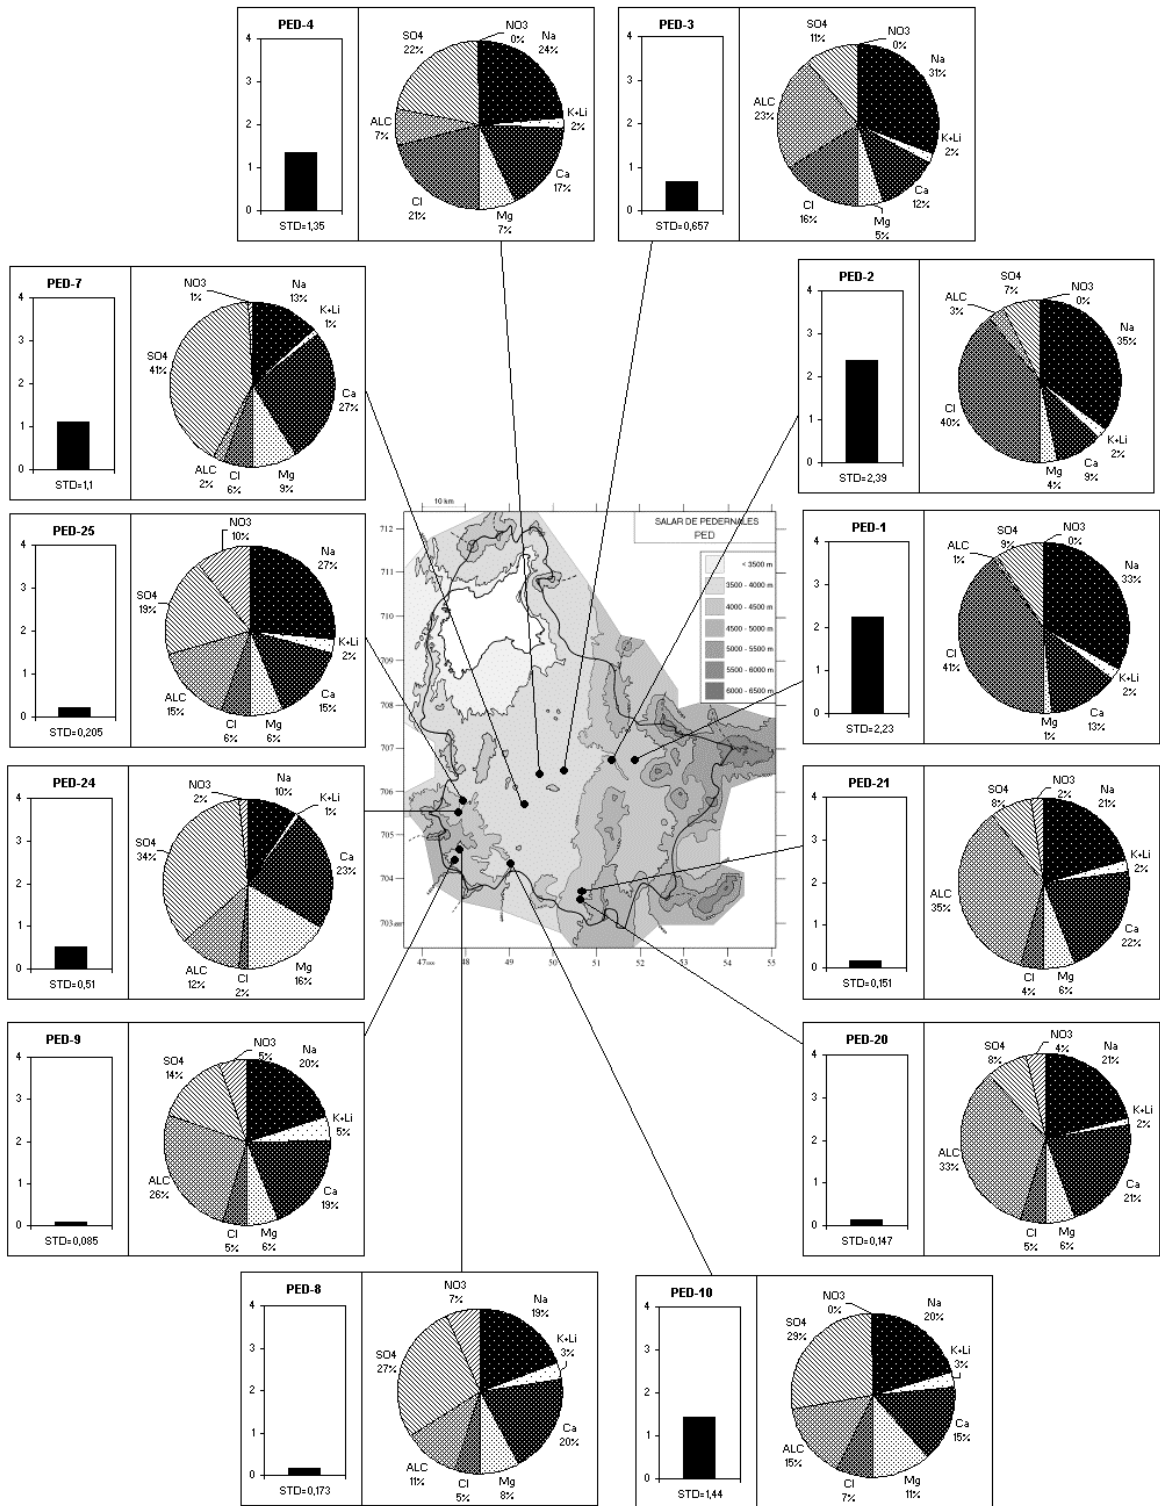 PED-4
4
3
2
1
0
STD=1,35
NO3
0%
Na
24%
K+Li
2%
Ca
17%
Mg
7%
Cl
21%
ALC
7%
SO4
22%
PED-3
4
3
2
1
0
STD=0,657
NO3
0%
Na
31%
K+Li
2%
Ca
12%
Mg
5%
Cl
16%
ALC
23%
SO4
11%
PED-7
4
3
2
1
0
STD=1,1
NO3
1%
Na
13%
K+Li
1%
Ca
27%
Mg
9%
Cl
6%
ALC
2%
SO4
41%
PED-2
4
3
2
1
0
STD=2,39
NO3
0%
Na
35%
K+Li
2%
Ca
9%
Mg
4%
Cl
40%
ALC
3%
SO4
7%
PED-25
4
3
2
1
0
STD=0,205
NO3
10%
Na
27%
K+Li
2%
Ca
15%
Mg
6%
Cl
6%
ALC
15%
SO4
19%
10 km
SALAR DE PEDERNALES
PED
< 3500 m
3500 - 4000 m
4000 - 4500 m
4500 - 5000 m
5000 - 5500 m
5500 - 6000 m
6000 - 6500 m
712
711
710
709
708
707
706
705
704
703
47
48
49
50
51
52
53
54
55
PED-1
4
3
2
1
0
STD=2,23
NO3
0%
Na
33%
K+Li
2%
Ca
13%
Mg
1%
Cl
41%
ALC
1%
SO4
9%
PED-24
4
3
2
1
0
STD=0,51
NO3
2%
Na
10%
K+Li
1%
Ca
23%
Mg
16%
Cl
2%
ALC
12%
SO4
34%
PED-21
4
3
2
1
0
STD=0,151
NO3
2%
Na
21%
K+Li
2%
Ca
22%
Mg
6%
Cl
4%
ALC
35%
SO4
8%
PED-9
4
3
2
1
0
STD=0,085
NO3
5%
Na
20%
K+Li
5%
Ca
19%
Mg
6%
Cl
5%
ALC
26%
SO4
14%
PED-20
4
3
2
1
0
STD=0,147
NO3
4%
Na
21%
K+Li
2%
Ca
21%
Mg
6%
Cl
5%
ALC
33%
SO4
8%
PED-8
4
3
2
1
0
STD=0,173
NO3
7%
Na
19%
K+Li
3%
Ca
20%
Mg
8%
Cl
5%
ALC
11%
SO4
27%
PED-10
4
3
2
1
0
STD=1,44
NO3
0%
Na
20%
K+Li
3%
Ca
15%
Mg
11%
Cl
7%
ALC
15%
SO4
29%